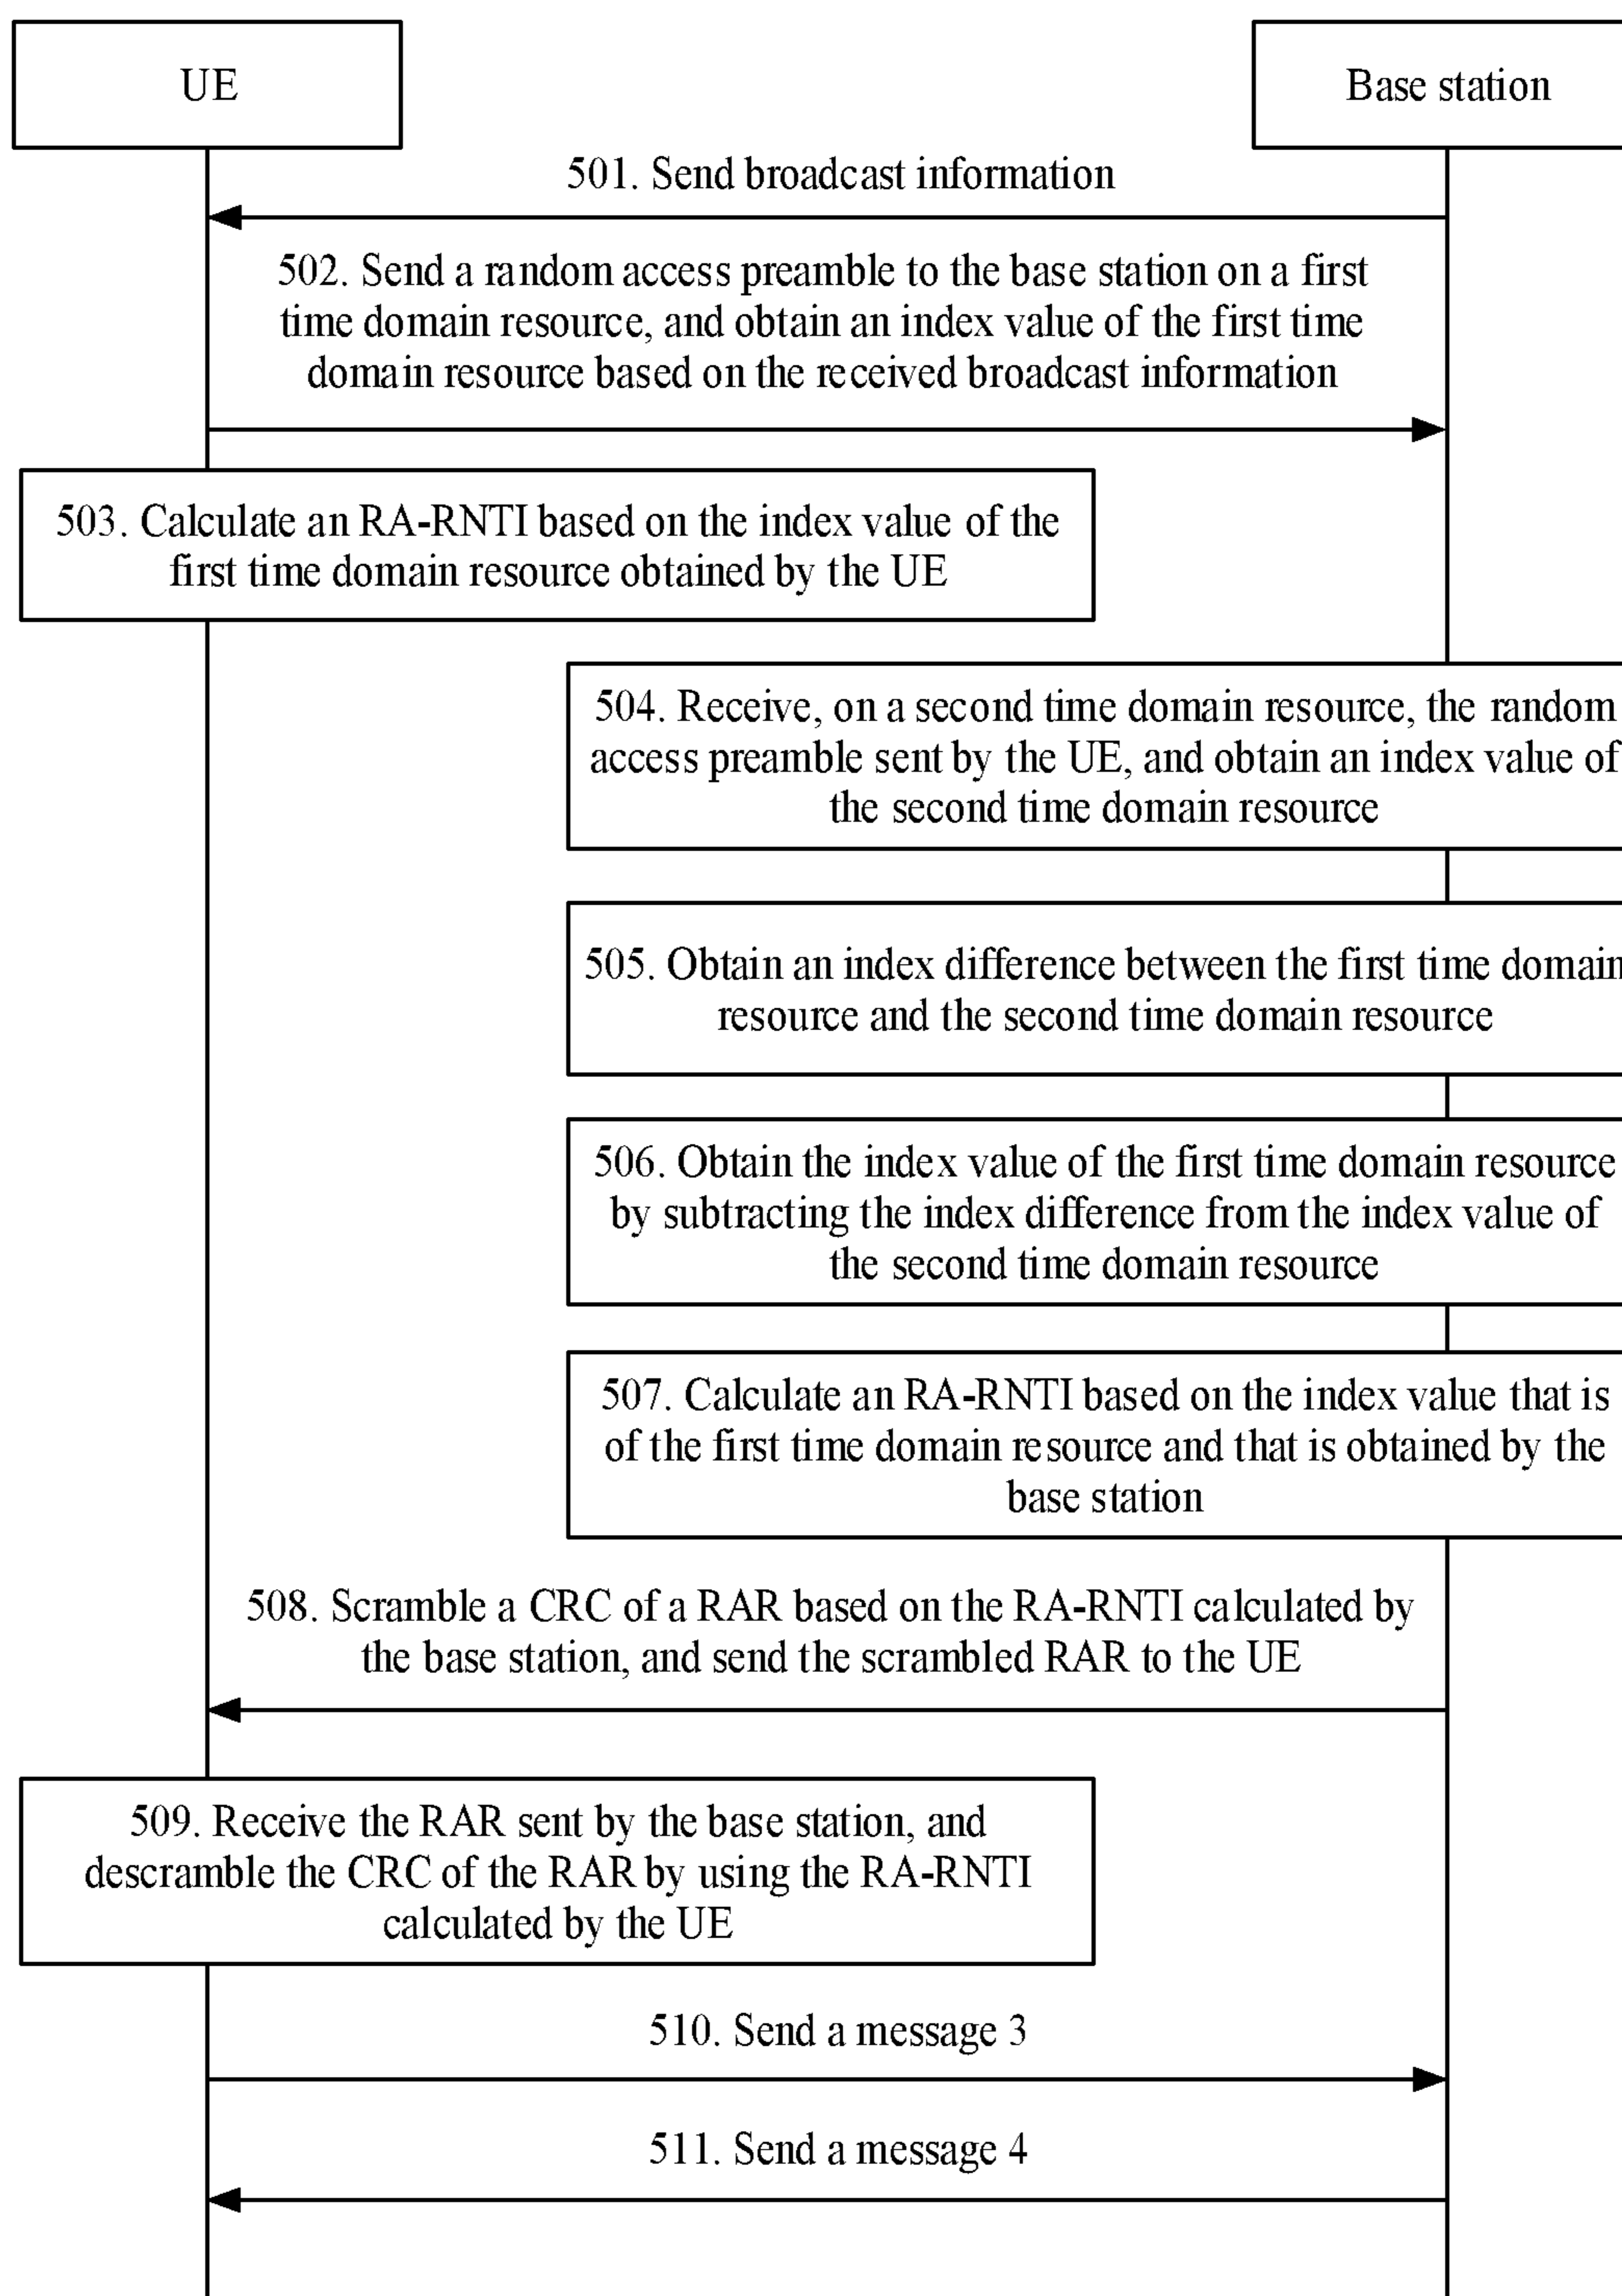 UE
Base station
501. Send broadcast information
502. Send a random access preamble to the base station on a first
time domain resource, and obtain an index value of the first time
domain resource based on the received broadcast information
503. Calculate an RA-RNTI based on the index value of the
first time domain resource obtained by the UE
504. Receive, on a second time domain resource, the random
access preamble sent by the UE, and obtain an index value of
the second time domain resource
505. Obtain an index difference between the first time domain
resource and the second time domain resource
506. Obtain the index value of the first time domain resource
by subtracting the index difference from the index value of
the second time domain resource
507. Calculate an RA-RNTI based on the index value that is
of the first time domain resource and that is obtained by the
base station
508. Scramble a CRC of a RAR based on the RA-RNTI calculated by
the base station, and send the scrambled RAR to the UE
509. Receive the RAR sent by the base station, and
descramble the CRC of the RAR by using the RA-RNTI
calculated by the UE
510. Send a message 3
511. Send a message 4